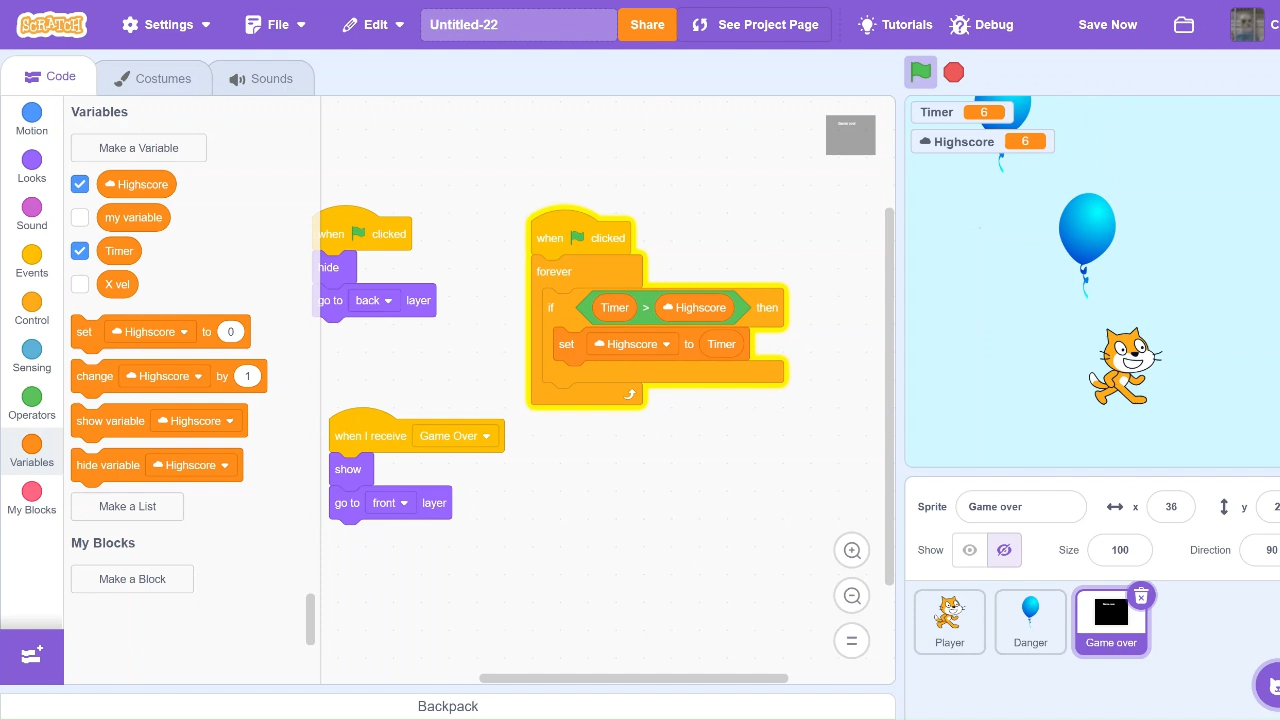 SCRATCH
Settings
File
Edit
Untitled-22
Share
See Project Page
Tutorials
Debug
Save Now
C
Code
Costumes
Sounds
Motion
Looks
Sound
Events
Control
Sensing
Operators
Variables
My Blocks
Variables
Make a Variable
Highscore
my variable
Timer
X vel
set Highscore to 0
change Highscore by 1
show variable Highscore
hide variable Highscore
Make a List
My Blocks
Make a Block
when clicked
hide
go to back layer
when I receive Game Over
show
go to front layer
when clicked
forever
if Timer > Highscore then
set Highscore to Timer
Backpack
Timer 6
Highscore 6
Sprite Game over x 36 y 2
Show Size 100 Direction 90
Player
Danger
Game over